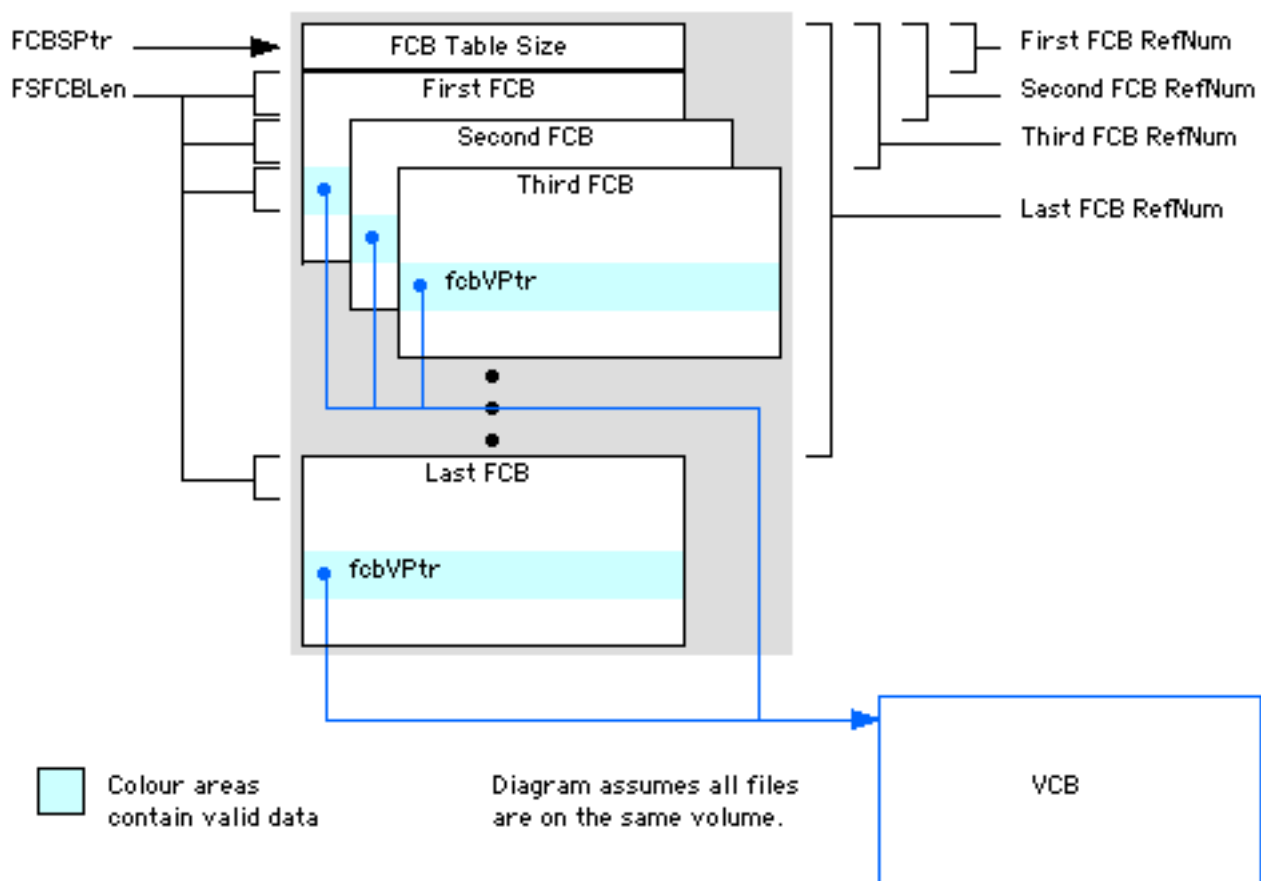 FCBSPtr
FCB Table Size
First FCB RefNum
FSFCBLen
First FCB
Second FCB RefNum
Second FCB
Third FCB RefNum
Third FCB
Last FCB RefNum
fcbVPtr
Last FCB
fcbVPtr
Colour areas
contain valid data
Diagram assumes all files
are on the same volume.
VCB